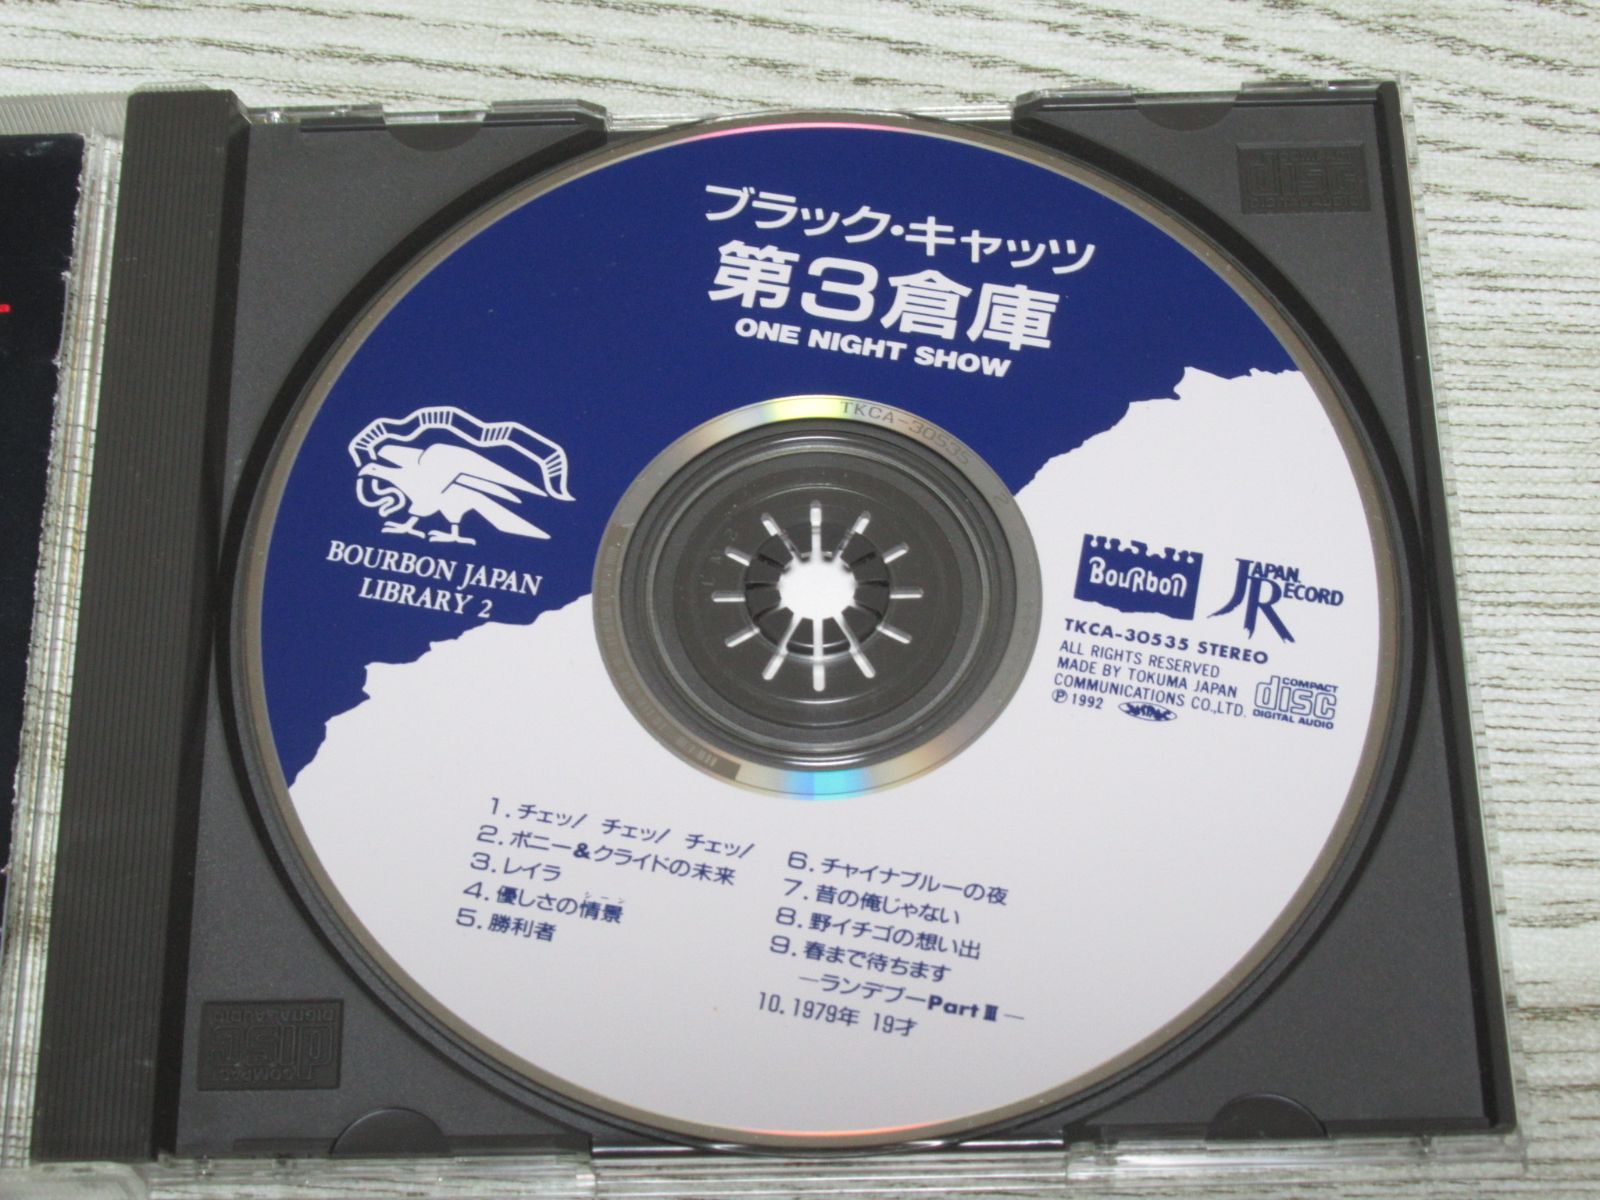 ブラック・キャッツ
第3倉庫
ONE NIGHT SHOW
TKCA-30535
2
BOURBON JAPAN
LIBRARY 2
BouRbon
JAPAN RECORD
TKCA-30535 STEREO
ALL RIGHTS RESERVED
MADE BY TOKUMA JAPAN
COMMUNICATIONS CO.,LTD.
Ⓟ1992
COMPACT
disc
DIGITAL AUDIO
1. チェッ! チェッ! チェッ!
2. ボニー&クライドの未来
3. レイラ
シーン
4. 優しさの情景
5. 勝利者
6. チャイナブルーの夜
7. 昔の俺じゃない
8. 野イチゴの想い出
9. 春まで待ちます
―ランデブーPart Ⅲ―
10. 1979年 19才
COMPACT
disc
DIGITAL AUDIO
COMPACT
disc
DIGITAL AUDIO